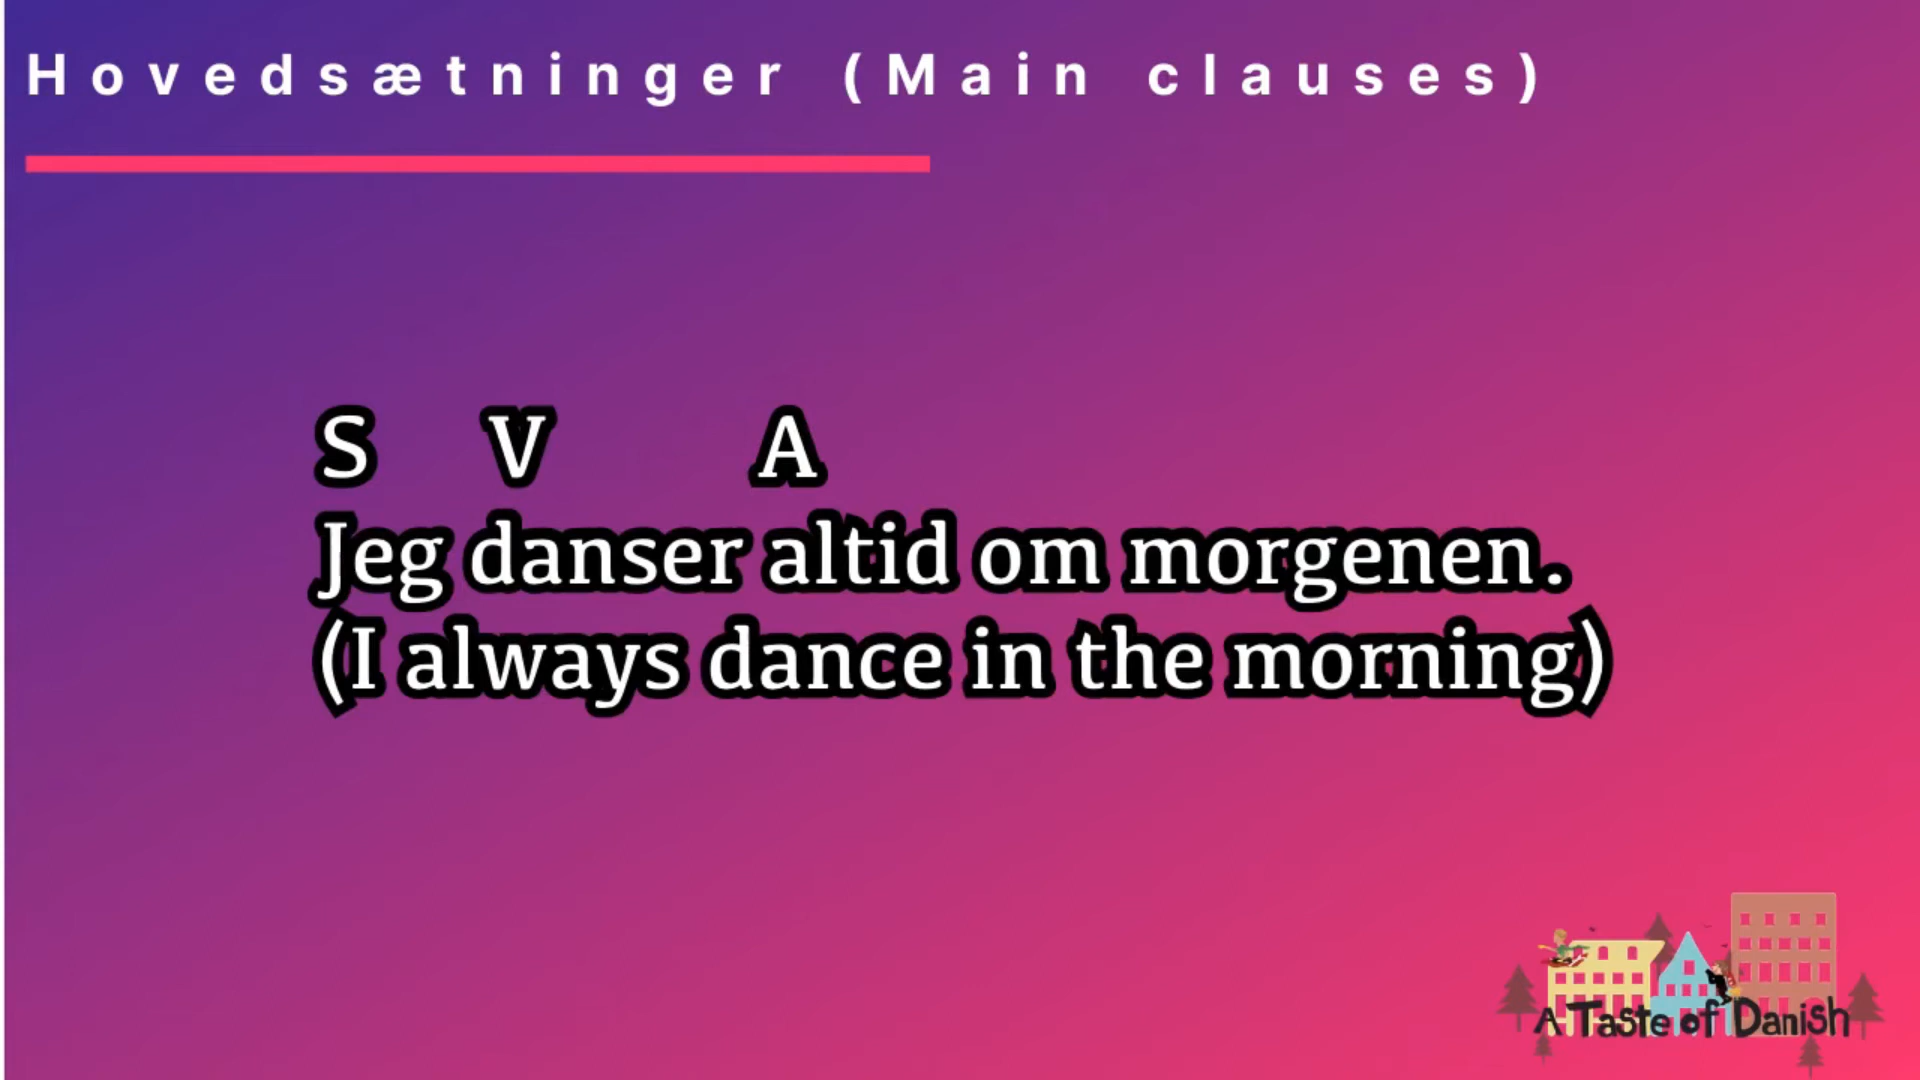 Hovedsætninger (Main clauses)
S V A
Jeg danser altid om morgenen.
(I always dance in the morning)
A Taste of Danish